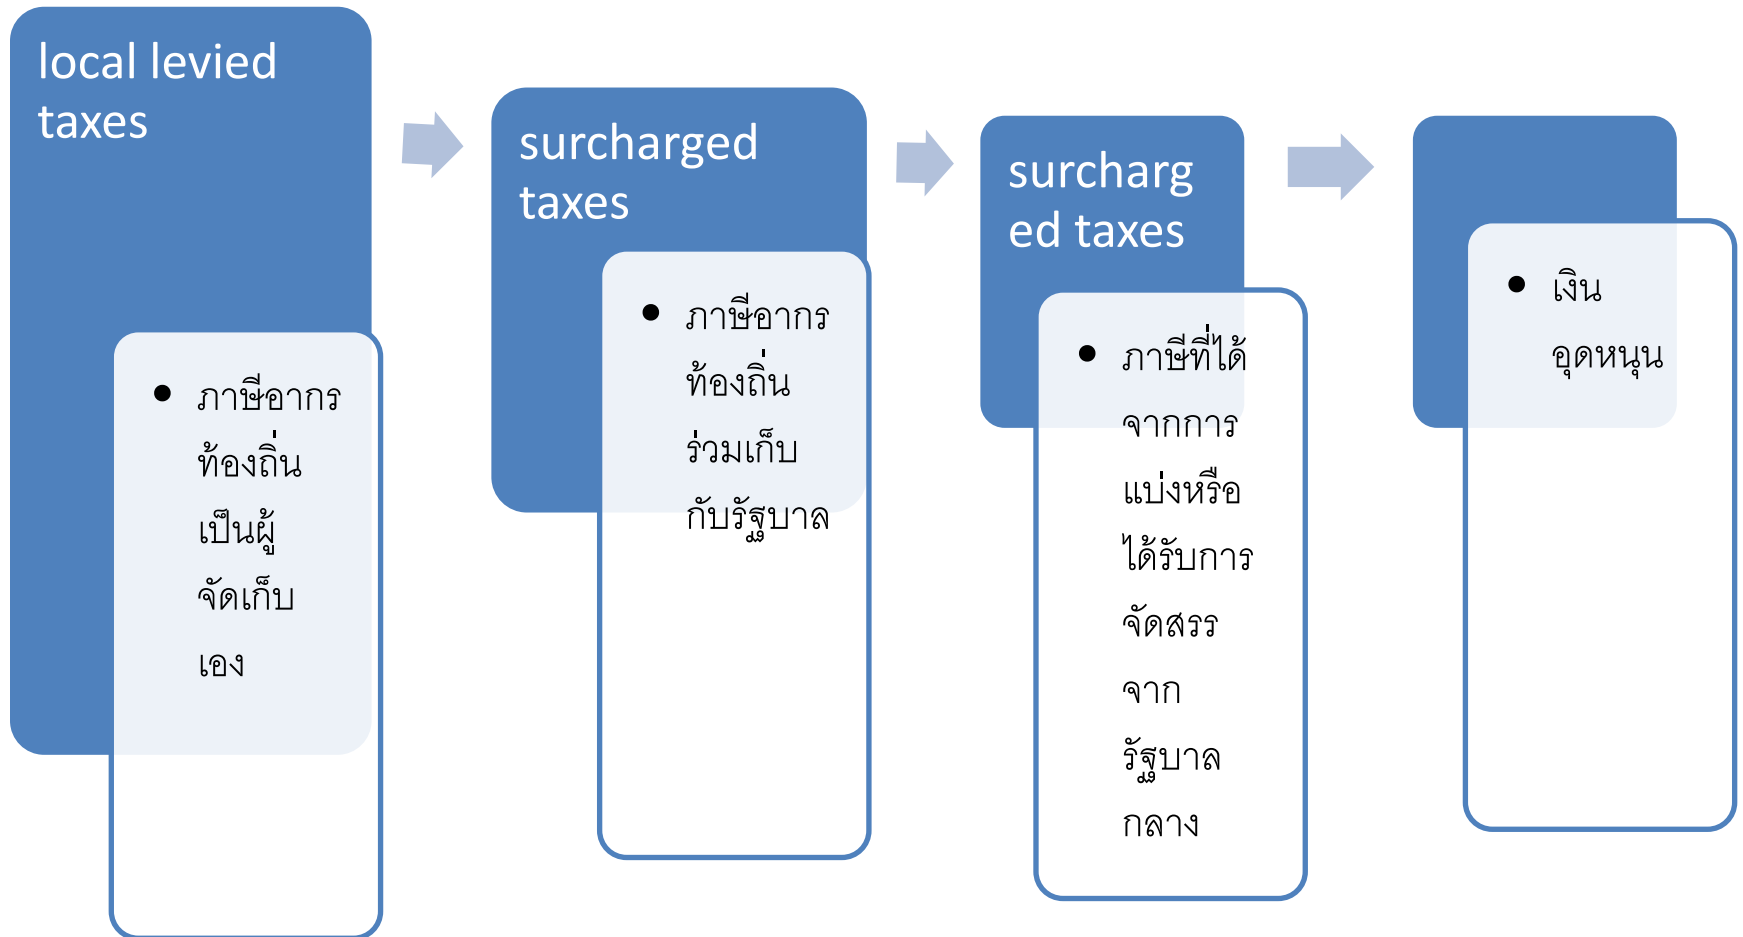 local levied
taxes
• ภาษีอากร
ท้องถิ่น
เป็นผู้
จัดเก็บ
เอง
surcharged
taxes
• ภาษีอากร
ท้องถิ่น
ร่วมเก็บ
กับรัฐบาล
surcharg
ed taxes
• ภาษีที่ได้
จากการ
แบ่งหรือ
ได้รับการ
จัดสรร
จาก
รัฐบาล
กลาง
• เงิน
อุดหนุน